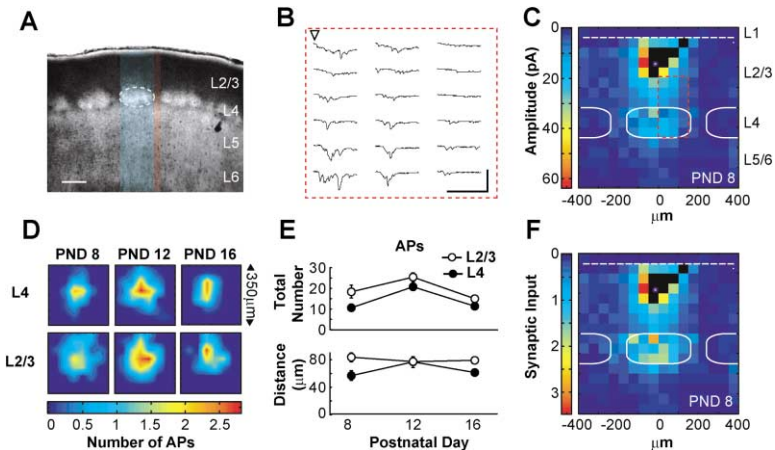 A
L2/3
L4
L5
L6
B
C
Amplitude (pA)
0
20
40
60
L1
L2/3
L4
L5/6
PND 8
-400 -200 0 200 400
μm
D
PND 8 PND 12 PND 16
L4
L2/3
350μm
0 0.5 1 1.5 2 2.5
Number of APs
E
APs
L2/3
L4
Total Number
30
20
10
0
Distance (μm)
80
60
40
20
0
8 12 16
Postnatal Day
F
Synaptic Input
0
1
2
3
PND 8
-400 -200 0 200 400
μm